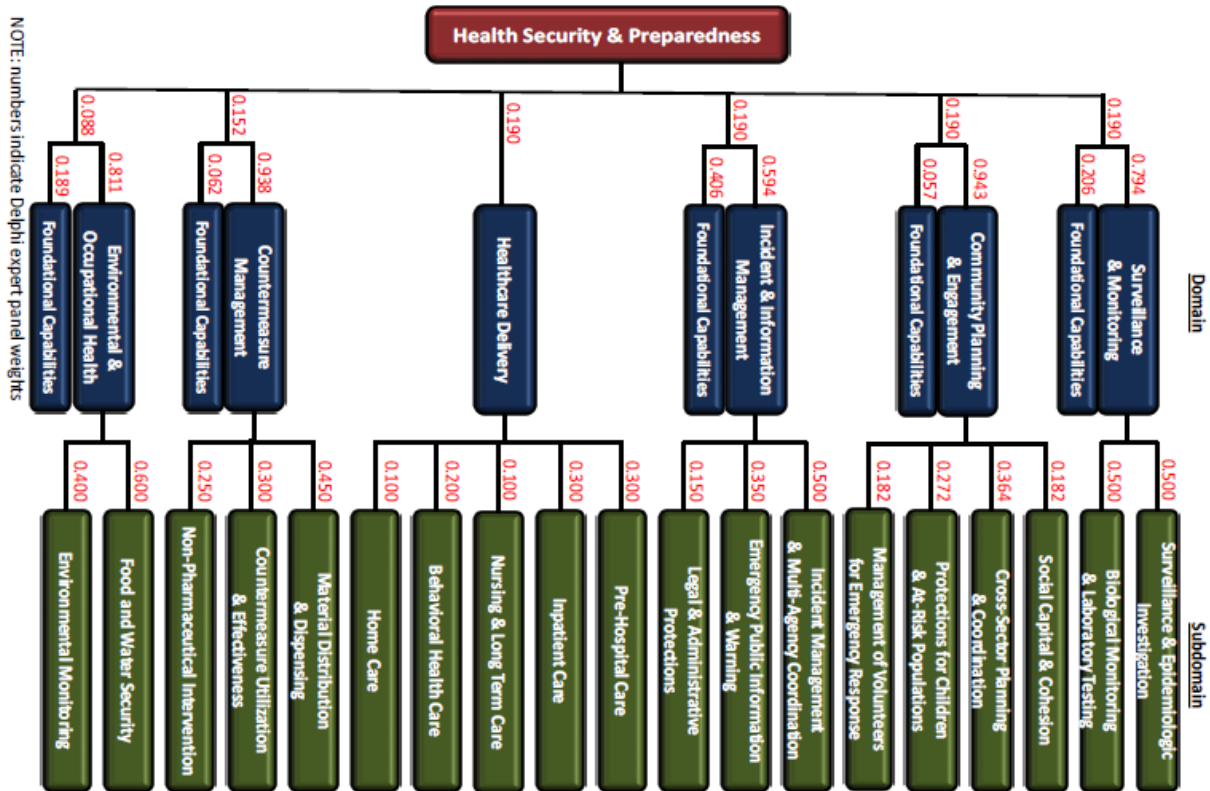 Health Security & Preparedness
Domain
Subdomain
0.190
0.794
Surveillance
& Monitoring
0.206
Foundational Capabilities
0.500
Surveillance & Epidemiologic
Investigation
0.500
Biological Monitoring
& Laboratory Testing
0.190
0.943
Community Planning
& Engagement
0.057
Foundational Capabilities
0.182
Social Capital & Cohesion
0.364
Cross-Sector Planning
& Coordination
0.272
Protections for Children
& At-Risk Populations
0.182
Management of Volunteers
for Emergency Response
0.190
0.594
Incident & Information
Management
0.406
Foundational Capabilities
0.500
Incident Management
& Multi-Agency Coordination
0.350
Emergency Public Information
& Warning
0.150
Legal & Administrative
Protections
0.190
Healthcare Delivery
0.300
Pre-Hospital Care
0.300
Inpatient Care
0.100
Nursing & Long Term Care
0.200
Behavioral Health Care
0.100
Home Care
0.152
0.938
Countermeasure
Management
0.062
Foundational Capabilities
0.450
Material Distribution
& Dispensing
0.300
Countermeasure Utilization
& Effectiveness
0.250
Non-Pharmaceutical Intervention
0.088
0.811
Environmental &
Occupational Health
0.189
Foundational Capabilities
0.600
Food and Water Security
0.400
Environmental Monitoring
NOTE: numbers indicate Delphi expert panel weights